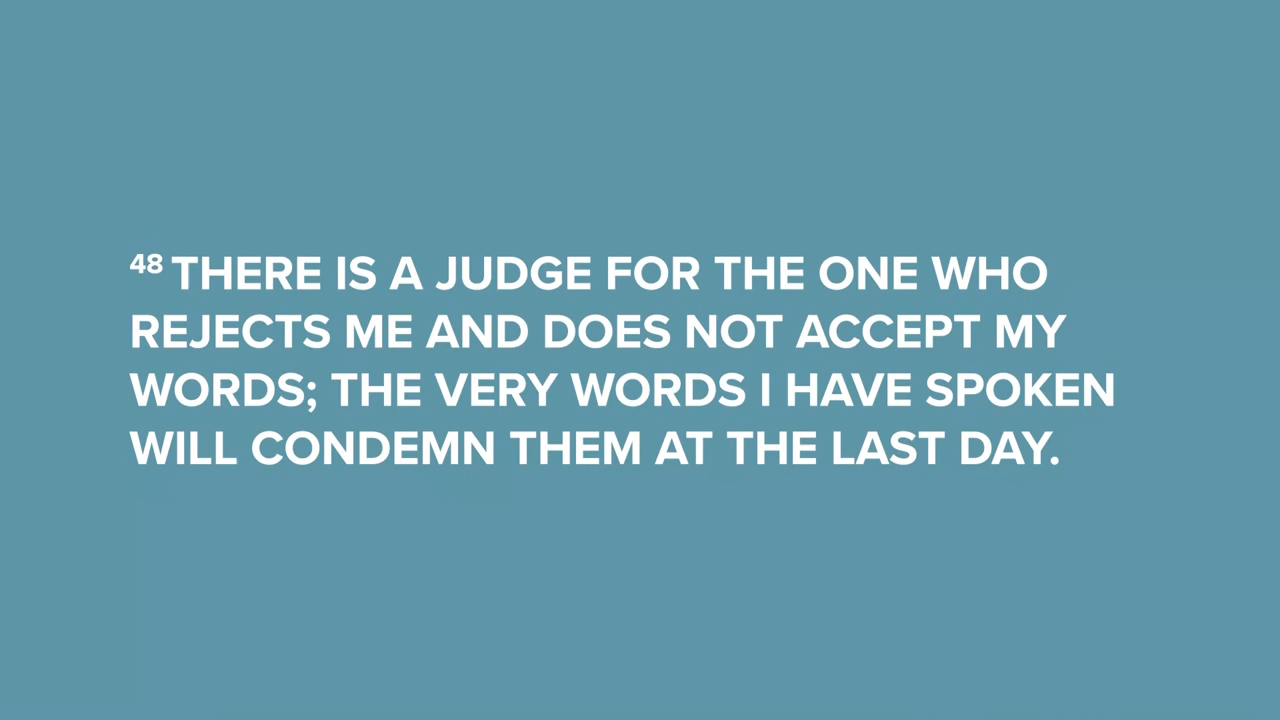 48 THERE IS A JUDGE FOR THE ONE WHO
REJECTS ME AND DOES NOT ACCEPT MY
WORDS; THE VERY WORDS I HAVE SPOKEN
WILL CONDEMN THEM AT THE LAST DAY.